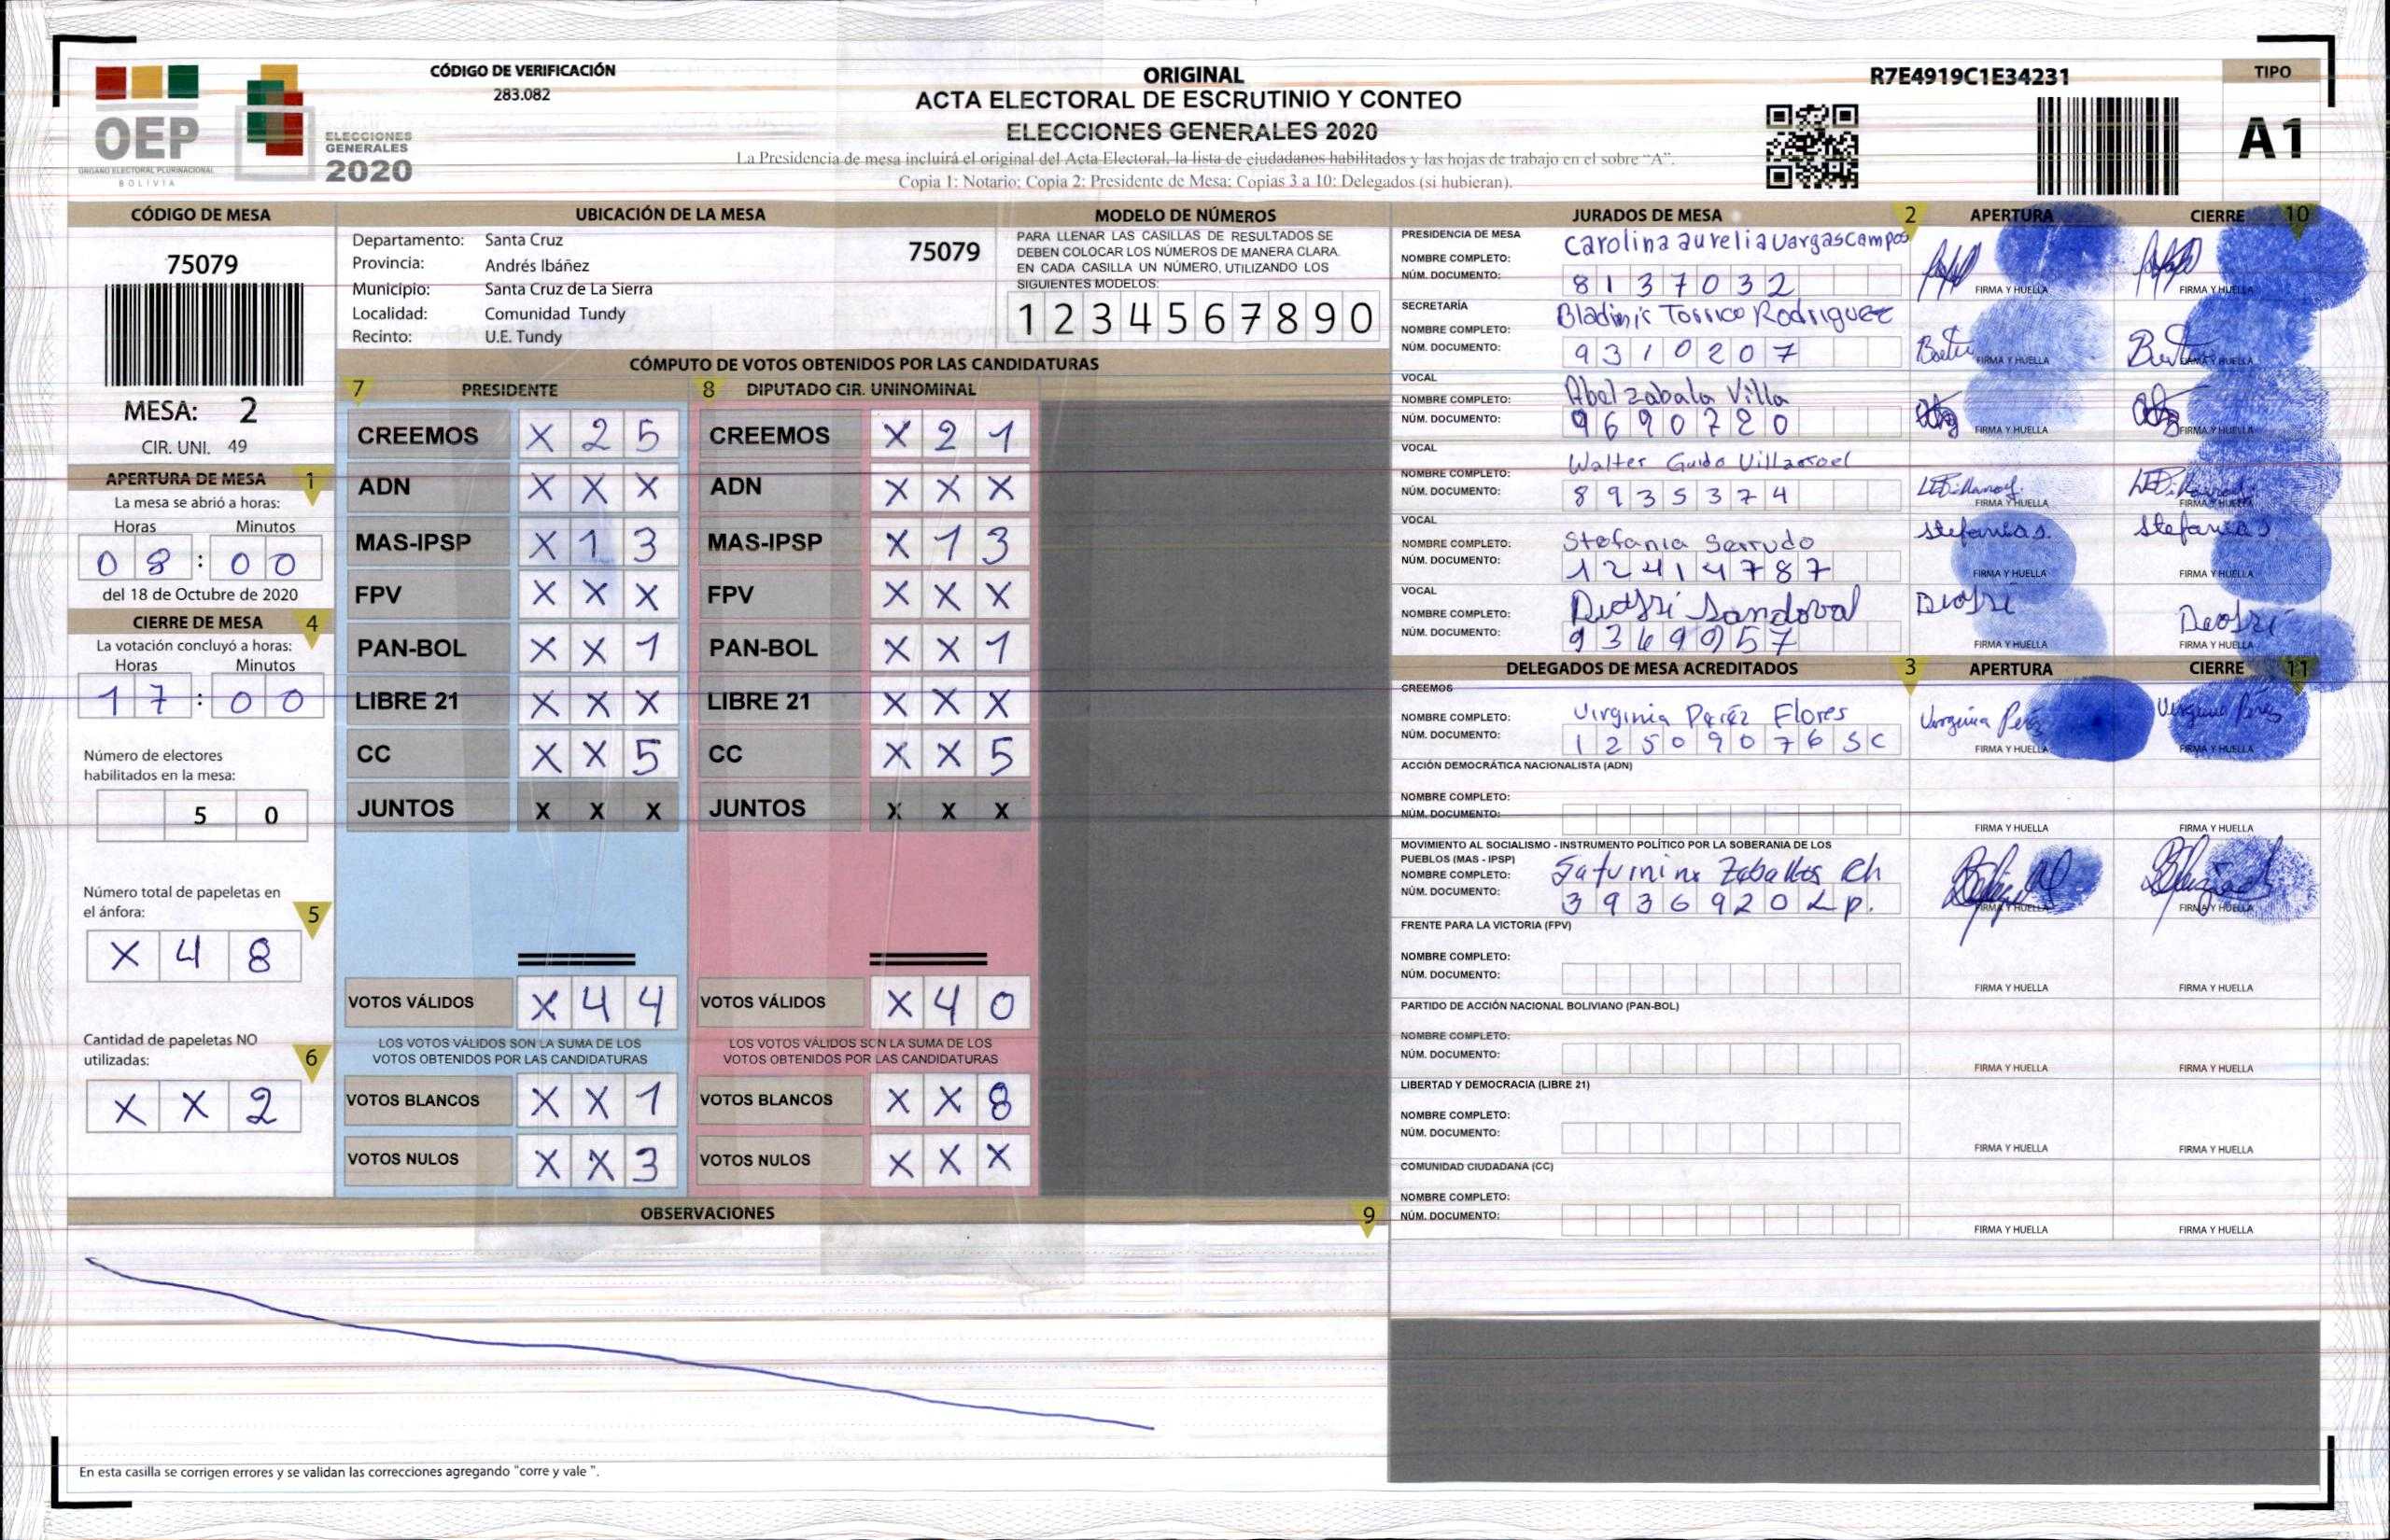 CÓDIGO DE VERIFICACIÓN
283.082
ORIGINAL
ACTA ELECTORAL DE ESCRUTINIO Y CONTEO
ELECCIONES GENERALES 2020
La Presidencia de mesa incluirá el original del Acta Electoral, la lista de ciudadanos habilitados y las hojas de trabajo en el sobre "A".
Copia 1: Notario; Copia 2: Presidente de Mesa; Copias 3 a 10: Delegados (si hubieran).
R7E4919C1E34231
TIPO
A1
OEP
ÓRGANO ELECTORAL PLURINACIONAL
BOLIVIA
ELECCIONES
GENERALES
2020
CÓDIGO DE MESA
75079
MESA: 2
CIR. UNI. 49
APERTURA DE MESA 1
La mesa se abrió a horas:
Horas Minutos
08:00
del 18 de Octubre de 2020
CIERRE DE MESA 4
La votación concluyó a horas:
Horas Minutos
17:00
Número de electores
habilitados en la mesa:
5 0
Número total de papeletas en
el ánfora: 5
X 4 8
Cantidad de papeletas NO
utilizadas: 6
X X 2
UBICACIÓN DE LA MESA
Departamento: Santa Cruz
Provincia: Andrés Ibáñez
Municipio: Santa Cruz de La Sierra
Localidad: Comunidad Tundy
Recinto: U.E. Tundy
75079
MODELO DE NÚMEROS
PARA LLENAR LAS CASILLAS DE RESULTADOS SE
DEBEN COLOCAR LOS NÚMEROS DE MANERA CLARA.
EN CADA CASILLA UN NÚMERO, UTILIZANDO LOS
SIGUIENTES MODELOS:
1 2 3 4 5 6 7 8 9 0
CÓMPUTO DE VOTOS OBTENIDOS POR LAS CANDIDATURAS
7 PRESIDENTE 8 DIPUTADO CIR. UNINOMINAL
CREEMOS X 2 5 CREEMOS X 2 1
ADN X X X ADN X X X
MAS-IPSP X 1 3 MAS-IPSP X 1 3
FPV X X X FPV X X X
PAN-BOL X X 1 PAN-BOL X X 1
LIBRE 21 X X X LIBRE 21 X X X
CC X X 5 CC X X 5
JUNTOS X X X JUNTOS X X X
VOTOS VÁLIDOS X 4 4 VOTOS VÁLIDOS X 4 0
LOS VOTOS VÁLIDOS SON LA SUMA DE LOS LOS VOTOS VÁLIDOS SON LA SUMA DE LOS
VOTOS OBTENIDOS POR LAS CANDIDATURAS VOTOS OBTENIDOS POR LAS CANDIDATURAS
VOTOS BLANCOS X X 1 VOTOS BLANCOS X X 8
VOTOS NULOS X X 3 VOTOS NULOS X X X
OBSERVACIONES 9
En esta casilla se corrigen errores y se validan las correcciones agregando "corre y vale ".
JURADOS DE MESA 2 APERTURA CIERRE 10
PRESIDENCIA DE MESA
NOMBRE COMPLETO: Carolina aurelia vargas campos
NÚM. DOCUMENTO: 8137032 FIRMA Y HUELLA FIRMA Y HUELLA
SECRETARÍA
NOMBRE COMPLETO: Bladimir Torrico Rodriguez
NÚM. DOCUMENTO: 9310207 FIRMA Y HUELLA FIRMA Y HUELLA
VOCAL
NOMBRE COMPLETO: Abel zabala Villa
NÚM. DOCUMENTO: 9690720 FIRMA Y HUELLA FIRMA Y HUELLA
VOCAL
NOMBRE COMPLETO: Walter Guido Villarroel
NÚM. DOCUMENTO: 8935374 FIRMA Y HUELLA FIRMA Y HUELLA
VOCAL
NOMBRE COMPLETO: Stefania Serrudo Stefania S. Stefania S.
NÚM. DOCUMENTO: 12414787 FIRMA Y HUELLA FIRMA Y HUELLA
VOCAL
NOMBRE COMPLETO: Sandoval
NÚM. DOCUMENTO: 9369957 FIRMA Y HUELLA FIRMA Y HUELLA
DELEGADOS DE MESA ACREDITADOS 3 APERTURA CIERRE 11
CREEMOS
NOMBRE COMPLETO: Virginia Peréz Flores Virginia Peréz Virginia Peréz
NÚM. DOCUMENTO: 12509076 SC FIRMA Y HUELLA FIRMA Y HUELLA
ACCIÓN DEMOCRÁTICA NACIONALISTA (ADN)
NOMBRE COMPLETO:
NÚM. DOCUMENTO: FIRMA Y HUELLA FIRMA Y HUELLA
MOVIMIENTO AL SOCIALISMO - INSTRUMENTO POLÍTICO POR LA SOBERANIA DE LOS
PUEBLOS (MAS - IPSP)
NOMBRE COMPLETO: Saturnino Zeballos Ch
NÚM. DOCUMENTO: 3936920 Lp. FIRMA Y HUELLA FIRMA Y HUELLA
FRENTE PARA LA VICTORIA (FPV)
NOMBRE COMPLETO:
NÚM. DOCUMENTO: FIRMA Y HUELLA FIRMA Y HUELLA
PARTIDO DE ACCIÓN NACIONAL BOLIVIANO (PAN-BOL)
NOMBRE COMPLETO:
NÚM. DOCUMENTO: FIRMA Y HUELLA FIRMA Y HUELLA
LIBERTAD Y DEMOCRACIA (LIBRE 21)
NOMBRE COMPLETO:
NÚM. DOCUMENTO: FIRMA Y HUELLA FIRMA Y HUELLA
COMUNIDAD CIUDADANA (CC)
NOMBRE COMPLETO:
NÚM. DOCUMENTO: FIRMA Y HUELLA FIRMA Y HUELLA